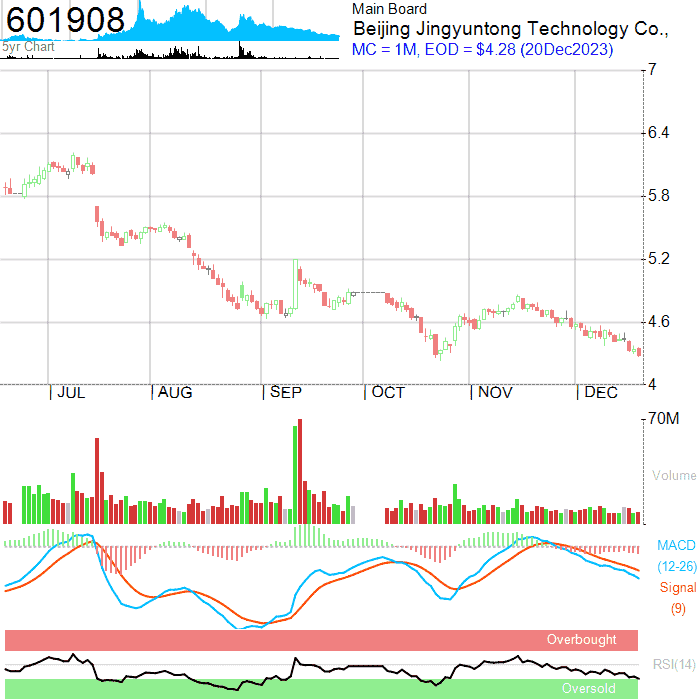 601908
5yr Chart
Main Board
Beijing Jingyuntong Technology Co.,
MC = 1M, EOD = $4.28 (20Dec2023)
7
6.4
5.8
5.2
4.6
4
| JUL | AUG | SEP | OCT | NOV | DEC
70M
Volume
MACD
(12-26)
Signal
(9)
Overbought
RSI(14)
Oversold